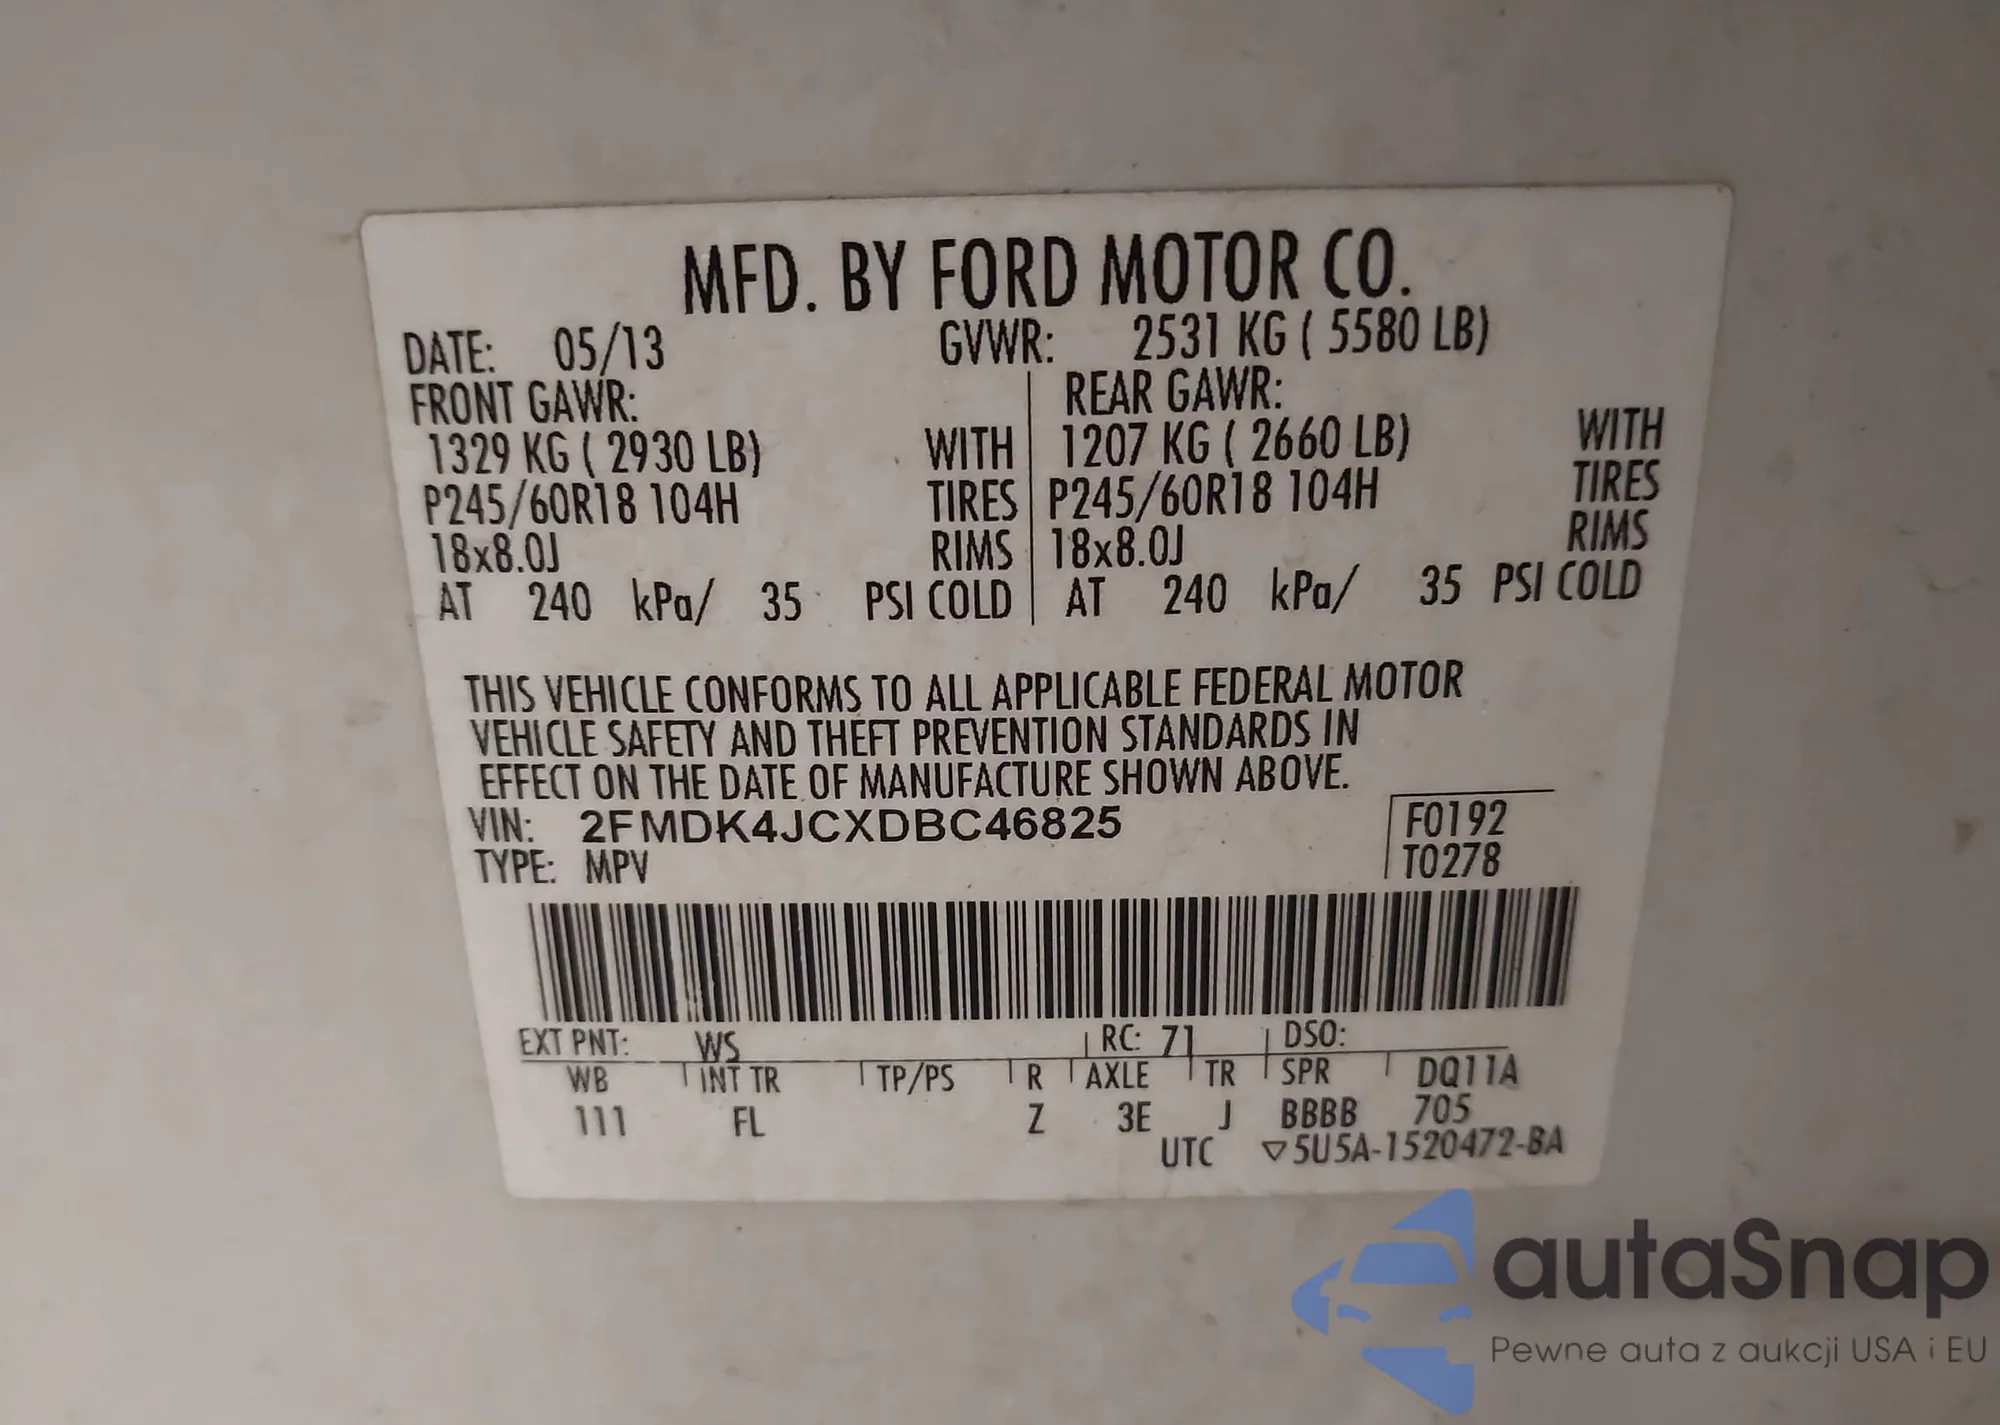 MFD. BY FORD MOTOR CO.
DATE: 05/13 GVWR: 2531 KG ( 5580 LB)
FRONT GAWR: REAR GAWR:
1329 KG ( 2930 LB) WITH 1207 KG ( 2660 LB) WITH
P245/60R18 104H TIRES P245/60R18 104H TIRES
18x8.0J RIMS 18x8.0J RIMS
AT 240 kPa/ 35 PSI COLD AT 240 kPa/ 35 PSI COLD
THIS VEHICLE CONFORMS TO ALL APPLICABLE FEDERAL MOTOR
VEHICLE SAFETY AND THEFT PREVENTION STANDARDS IN
EFFECT ON THE DATE OF MANUFACTURE SHOWN ABOVE.
VIN: 2FMDK4JCXDBC46825 F0192
TYPE: MPV T0278
EXT PNT: WS RC: 71 DSO:
WB INT TR TP/PS R AXLE TR SPR DQ11A
111 FL Z 3E J BBBB 705
UTC ▽5U5A-1520472-BA
autaSnap
Pewne auta z aukcji USA i EU